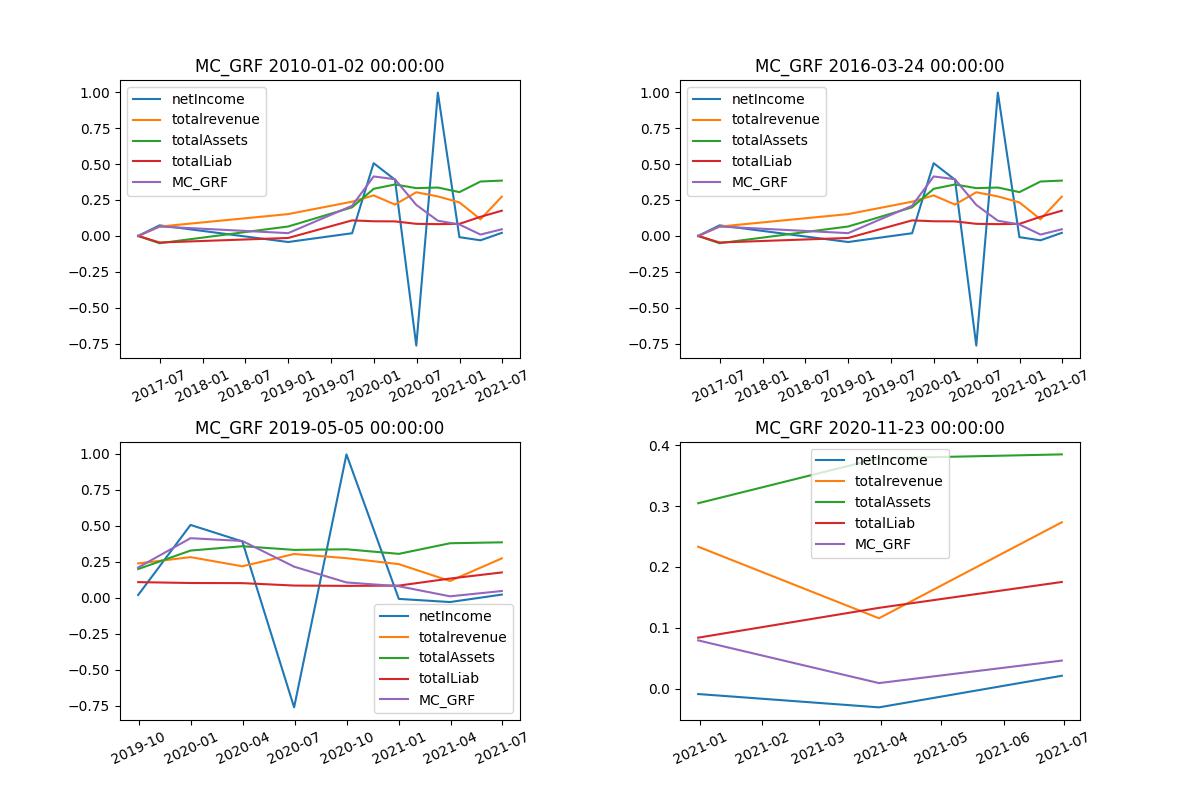 MC_GRF 2010-01-02 00:00:00
1.00
0.75
0.50
0.25
0.00
−0.25
−0.50
−0.75
netIncome
totalrevenue
totalAssets
totalLiab
MC_GRF
2017-07 2018-01 2018-07 2019-01 2019-07 2020-01 2020-07 2021-01 2021-07
MC_GRF 2016-03-24 00:00:00
1.00
0.75
0.50
0.25
0.00
−0.25
−0.50
−0.75
netIncome
totalrevenue
totalAssets
totalLiab
MC_GRF
2017-07 2018-01 2018-07 2019-01 2019-07 2020-01 2020-07 2021-01 2021-07
MC_GRF 2019-05-05 00:00:00
1.00
0.75
0.50
0.25
0.00
−0.25
−0.50
−0.75
netIncome
totalrevenue
totalAssets
totalLiab
MC_GRF
2019-10 2020-01 2020-04 2020-07 2020-10 2021-01 2021-04 2021-07
MC_GRF 2020-11-23 00:00:00
0.4
0.3
0.2
0.1
0.0
netIncome
totalrevenue
totalAssets
totalLiab
MC_GRF
2021-01 2021-02 2021-03 2021-04 2021-05 2021-06 2021-07